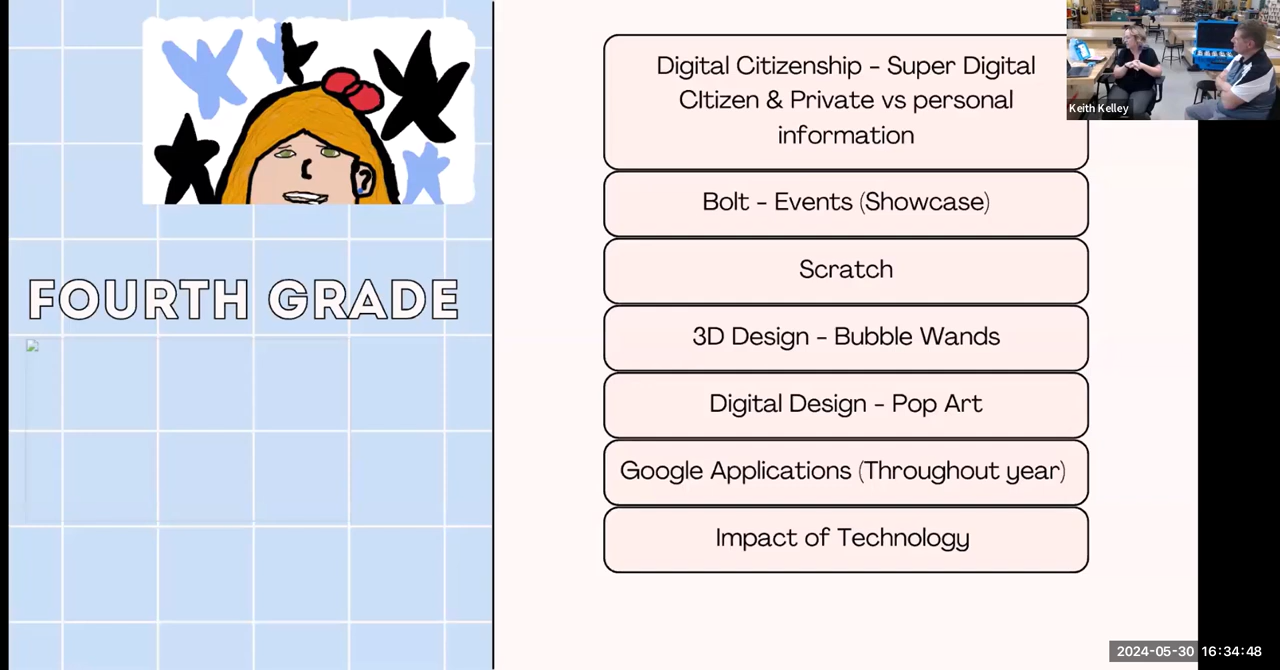 FOURTH GRADE
Digital Citizenship - Super Digital
CItizen & Private vs personal
information
Bolt - Events (Showcase)
Scratch
3D Design - Bubble Wands
Digital Design - Pop Art
Google Applications (Throughout year)
Impact of Technology
Keith Kelley
2024-05-30 16:34:48